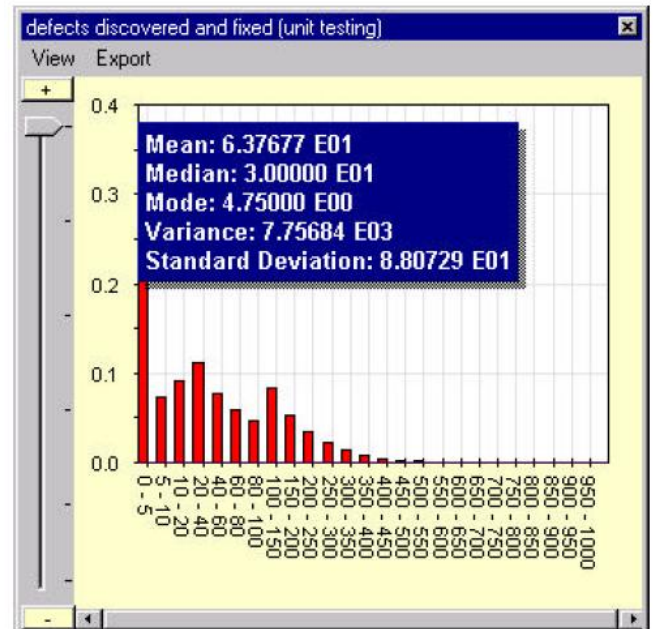 defects discovered and fixed (unit testing)
View Export
+
0.4
Mean: 6.37677 E01
Median: 3.00000 E01
Mode: 4.75000 E00
Variance: 7.75684 E03
Standard Deviation: 8.80729 E01
0.3
0.2
0.1
0.0
0 - 5
5 - 10
10 - 20
20 - 40
40 - 60
60 - 80
80 - 100
100 - 150
150 - 200
200 - 250
250 - 300
300 - 350
350 - 400
400 - 450
450 - 500
500 - 550
550 - 600
600 - 650
650 - 700
700 - 750
750 - 800
800 - 850
850 - 900
900 - 950
950 - 1000
-